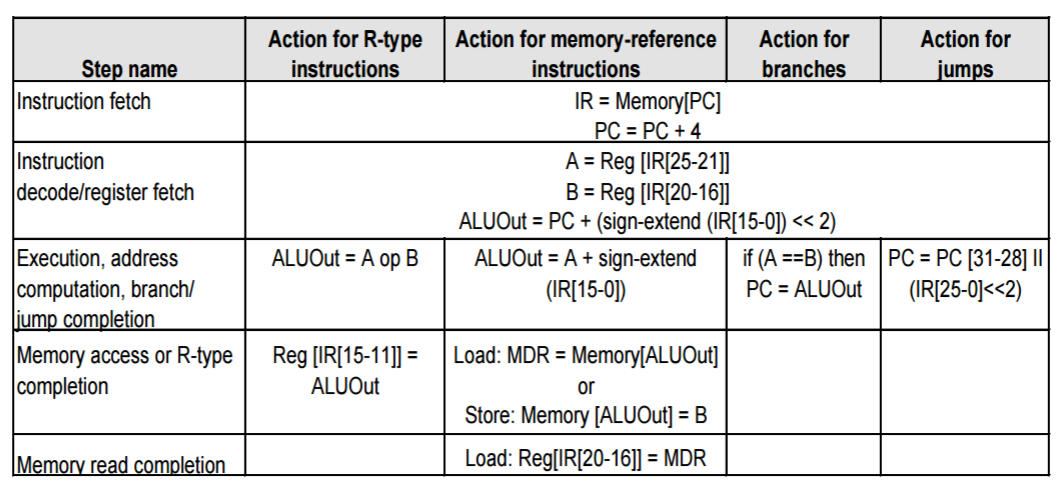 Step name
Action for R-type
instructions
Action for memory-reference
instructions
Action for
branches
Action for
jumps
Instruction fetch
IR = Memory[PC]
PC = PC + 4
Instruction
decode/register fetch
A = Reg [IR[25-21]]
B = Reg [IR[20-16]]
ALUOut = PC + (sign-extend (IR[15-0]) << 2)
Execution, address
computation, branch/
jump completion
ALUOut = A op B
ALUOut = A + sign-extend
(IR[15-0])
if (A ==B) then
PC = ALUOut
PC = PC [31-28] II
(IR[25-0]<<2)
Memory access or R-type
completion
Reg [IR[15-11]] =
ALUOut
Load: MDR = Memory[ALUOut]
or
Store: Memory [ALUOut] = B
Memory read completion
Load: Reg[IR[20-16]] = MDR